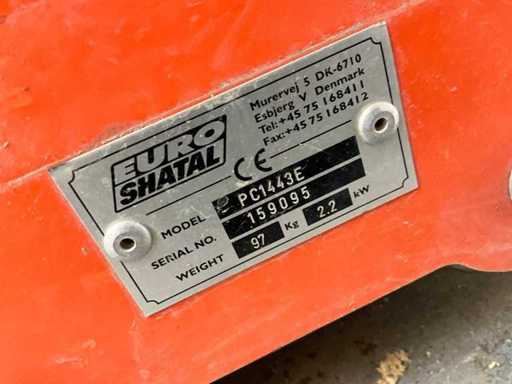 EURO
SHATAL
Murervej 5 DK-6710
Esbjerg V Denmark
Tel:+45 75 168411
Fax:+45 75 168412
CE
MODEL PC1443E
SERIAL NO. 159095
WEIGHT 97 Kg 2.2 kW